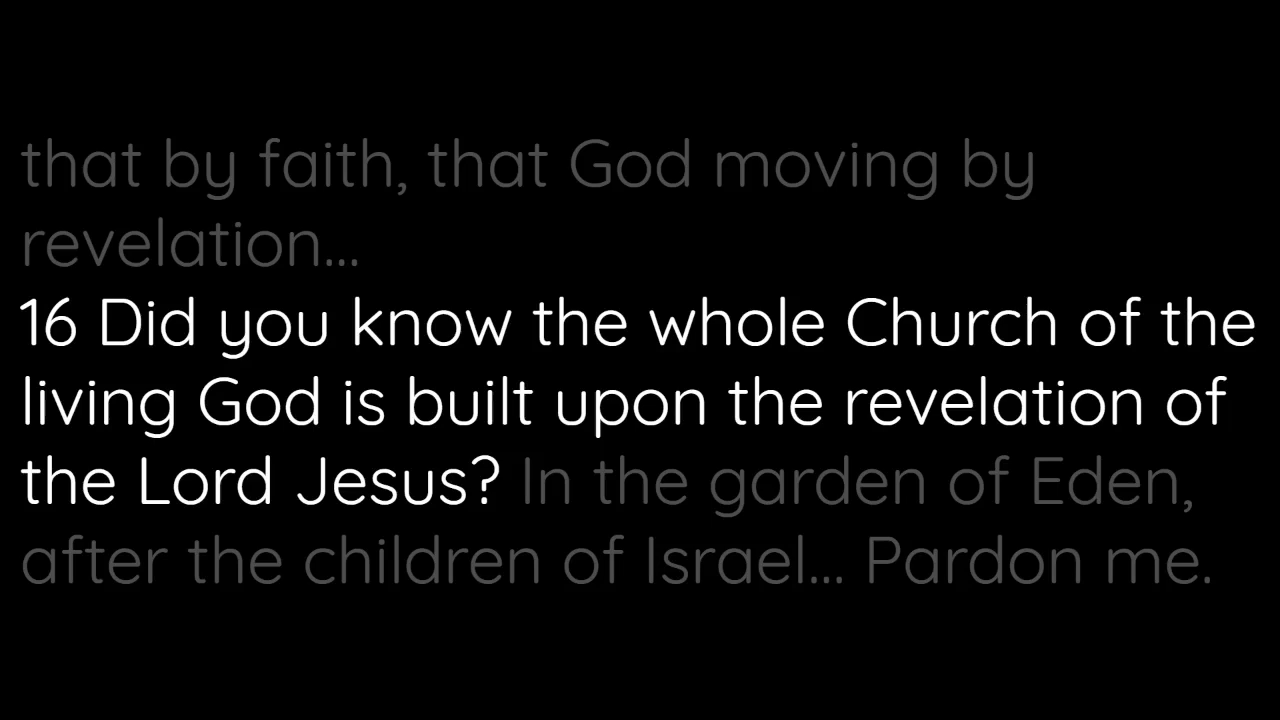 that by faith, that God moving by
revelation...
16 Did you know the whole Church of the
living God is built upon the revelation of
the Lord Jesus? In the garden of Eden,
after the children of Israel... Pardon me.